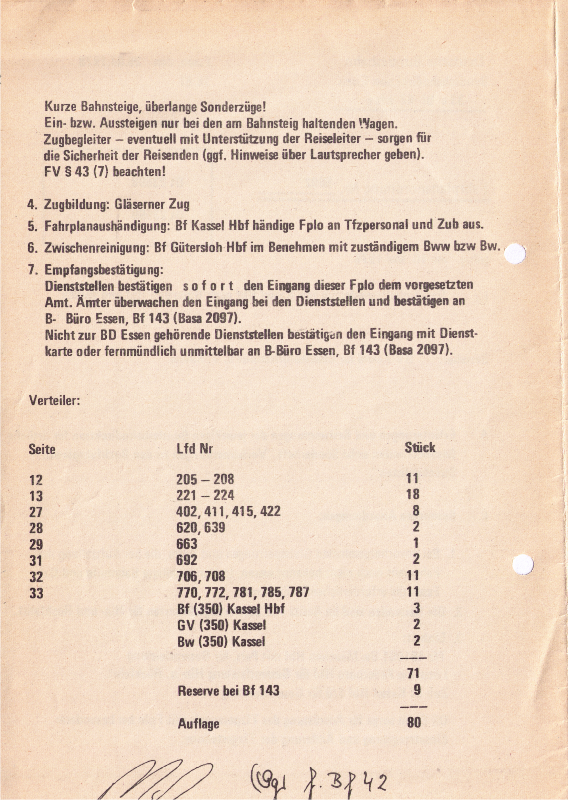 Kurze Bahnsteige, überlange Sonderzüge!
Ein- bzw. Aussteigen nur bei den am Bahnsteig haltenden Wagen.
Zugbegleiter – eventuell mit Unterstützung der Reiseleiter – sorgen für
die Sicherheit der Reisenden (ggf. Hinweise über Lautsprecher geben).
FV § 43 (7) beachten!
4. Zugbildung: Gläserner Zug
5. Fahrplanaushändigung: Bf Kassel Hbf händige Fplo an Tfzpersonal und Zub aus.
6. Zwischenreinigung: Bf Gütersloh Hbf im Benehmen mit zuständigem Bww bzw Bw.
7. Empfangsbestätigung:
Dienststellen bestätigen s o f o r t den Eingang dieser Fplo dem vorgesetzten
Amt. Ämter überwachen den Eingang bei den Dienststellen und bestätigen an
B- Büro Essen, Bf 143 (Basa 2097).
Nicht zur BD Essen gehörende Dienststellen bestätigen den Eingang mit Dienst-
karte oder fernmündlich unmittelbar an B-Büro Essen, Bf 143 (Basa 2097).
Verteiler:
Seite Lfd Nr Stück
12 205 – 208 11
13 221 – 224 18
27 402, 411, 415, 422 8
28 620, 639 2
29 663 1
31 692 2
32 706, 708 11
33 770, 772, 781, 785, 787 11
Bf (350) Kassel Hbf 3
GV (350) Kassel 2
Bw (350) Kassel 2
71
Reserve bei Bf 143 9
Auflage 80
Bf 42